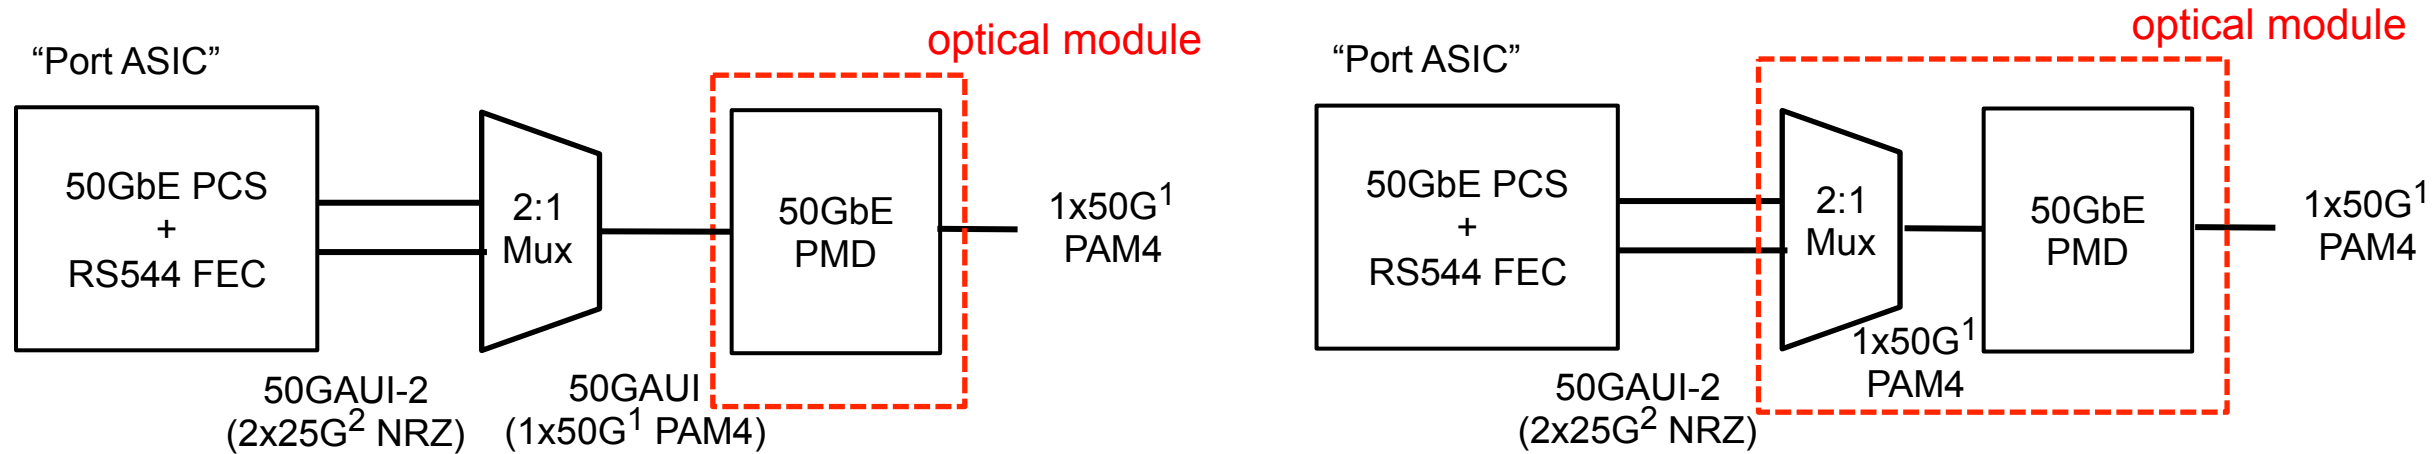 “Port ASIC”
optical module
50GbE PCS
+
RS544 FEC
2:1
Mux
50GbE
PMD
1x50G¹
PAM4
50GAUI-2
(2x25G² NRZ)
50GAUI
(1x50G¹ PAM4)
“Port ASIC”
optical module
50GbE PCS
+
RS544 FEC
2:1
Mux
50GbE
PMD
1x50G¹
PAM4
1x50G¹
PAM4
50GAUI-2
(2x25G² NRZ)